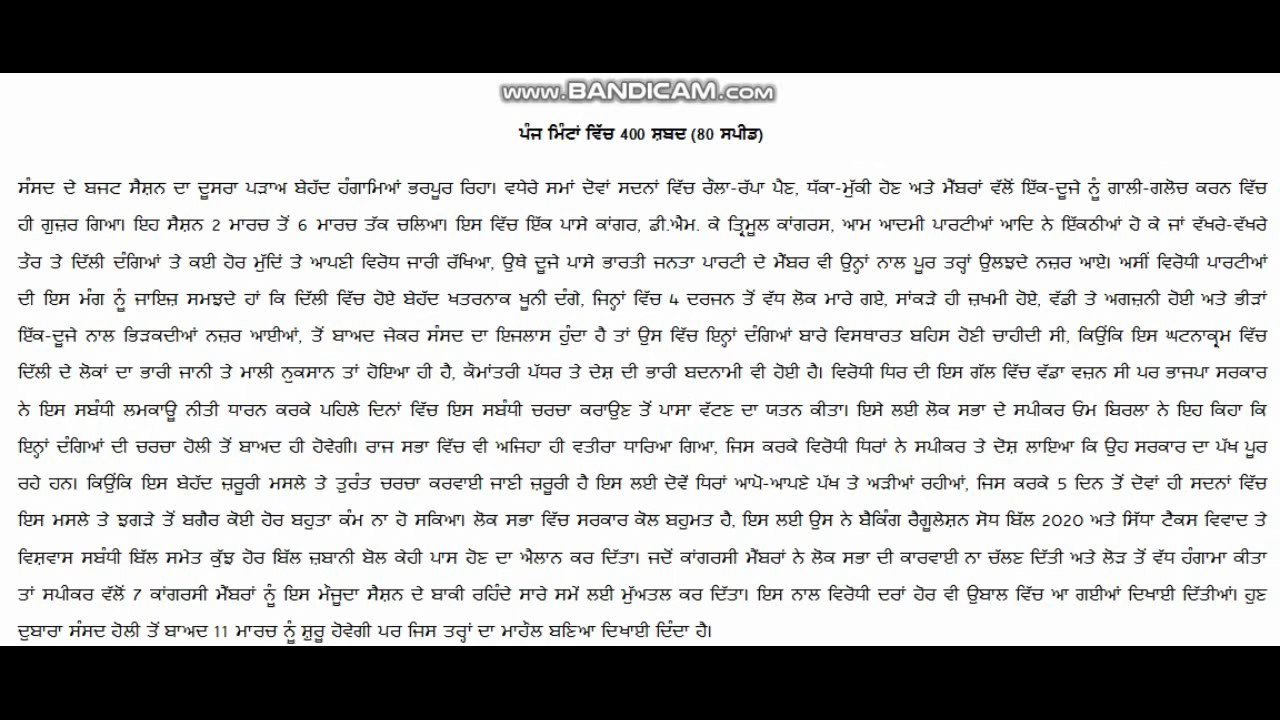 www.BANDICAM.com
ਪੰਜ ਮਿੰਟਾਂ ਵਿੱਚ 400 ਸ਼ਬਦ (80 ਸਪੀਡ)
ਸੰਸਦ ਦੇ ਬਜਟ ਸੈਸ਼ਨ ਦਾ ਦੂਸਰਾ ਪੜਾਅ ਬੇਹੱਦ ਹੰਗਾਮਿਆਂ ਭਰਪੂਰ ਰਿਹਾ। ਵਧੇਰੇ ਸਮਾਂ ਦੋਵਾਂ ਸਦਨਾਂ ਵਿੱਚ ਰੌਲਾ-ਰੱਪਾ ਪੈਣ, ਧੱਕਾ-ਮੁੱਕੀ ਹੋਣ ਅਤੇ ਮੈਂਬਰਾਂ ਵੱਲੋਂ ਇੱਕ-ਦੂਜੇ ਨੂੰ ਗਾਲੀ-ਗਲੋਚ ਕਰਨ ਵਿੱਚ
ਹੀ ਗੁਜ਼ਰ ਗਿਆ। ਇਹ ਸੈਸ਼ਨ 2 ਮਾਰਚ ਤੋਂ 6 ਮਾਰਚ ਤੱਕ ਚਲਿਆ। ਇਸ ਵਿੱਚ ਇੱਕ ਪਾਸੇ ਕਾਂਗਰ, ਡੀ.ਐਮ. ਕੇ ਤ੍ਰਿਮੂਲ ਕਾਂਗਰਸ, ਆਮ ਆਦਮੀ ਪਾਰਟੀਆਂ ਆਦਿ ਨੇ ਇੱਕਠੀਆਂ ਹੋ ਕੇ ਜਾਂ ਵੱਖਰੇ-ਵੱਖਰੇ
ਤੌਰ ਤੇ ਦਿੱਲੀ ਦੰਗਿਆਂ ਤੇ ਕਈ ਹੋਰ ਮੁੱਦਿਂ ਤੇ ਆਪਣੀ ਵਿਰੋਧ ਜਾਰੀ ਰੱਖਿਆ, ਉਥੇ ਦੂਜੇ ਪਾਸੇ ਭਾਰਤੀ ਜਨਤਾ ਪਾਰਟੀ ਦੇ ਮੈਂਬਰ ਵੀ ਉਨ੍ਹਾਂ ਨਾਲ ਪੂਰ ਤਰ੍ਹਾਂ ਉਲਝਦੇ ਨਜ਼ਰ ਆਏ। ਅਸੀਂ ਵਿਰੋਧੀ ਪਾਰਟੀਆਂ
ਦੀ ਇਸ ਮੰਗ ਨੂੰ ਜਾਇਜ਼ ਸਮਝਦੇ ਹਾਂ ਕਿ ਦਿੱਲੀ ਵਿੱਚ ਹੋਏ ਬੇਹੱਦ ਖਤਰਨਾਕ ਖੂਨੀ ਦੰਗੇ, ਜਿਨ੍ਹਾਂ ਵਿੱਚ 4 ਦਰਜਨ ਤੋਂ ਵੱਧ ਲੋਕ ਮਾਰੇ ਗਏ, ਸਾਂਕੜੇ ਹੀ ਜ਼ਖਮੀ ਹੋਏ, ਵੱਡੀ ਤੇ ਅਗਜ਼ਨੀ ਹੋਈ ਅਤੇ ਭੀੜਾਂ
ਇੱਕ-ਦੂਜੇ ਨਾਲ ਭਿੜਕਦੀਆਂ ਨਜ਼ਰ ਆਈਆਂ, ਤੋਂ ਬਾਅਦ ਜੇਕਰ ਸੰਸਦ ਦਾ ਇਜਲਾਸ ਹੁੰਦਾ ਹੈ ਤਾਂ ਉਸ ਵਿੱਚ ਇਨ੍ਹਾਂ ਦੰਗਿਆਂ ਬਾਰੇ ਵਿਸਥਾਰਤ ਬਹਿਸ ਹੋਣੀ ਚਾਹੀਦੀ ਸੀ, ਕਿਉਂਕਿ ਇਸ ਘਟਨਾਕ੍ਰਮ ਵਿੱਚ
ਦਿੱਲੀ ਦੇ ਲੋਕਾਂ ਦਾ ਭਾਰੀ ਜਾਨੀ ਤੇ ਮਾਲੀ ਨੁਕਸਾਨ ਤਾਂ ਹੋਇਆ ਹੀ ਹੈ, ਕੌਮਾਂਤਰੀ ਪੱਧਰ ਤੇ ਦੇਸ਼ ਦੀ ਭਾਰੀ ਬਦਨਾਮੀ ਵੀ ਹੋਈ ਹੈ। ਵਿਰੋਧੀ ਧਿਰ ਦੀ ਇਸ ਗੱਲ ਵਿੱਚ ਵੱਡਾ ਵਜ਼ਨ ਸੀ ਪਰ ਭਾਜਪਾ ਸਰਕਾਰ
ਨੇ ਇਸ ਸਬੰਧੀ ਲਮਕਾਊ ਨੀਤੀ ਧਾਰਨ ਕਰਕੇ ਪਹਿਲੇ ਦਿਨਾਂ ਵਿੱਚ ਇਸ ਸਬੰਧੀ ਚਰਚਾ ਕਰਾਉਣ ਤੋਂ ਪਾਸਾ ਵੱਟਣ ਦਾ ਯਤਨ ਕੀਤਾ। ਇਸੇ ਲਈ ਲੋਕ ਸਭਾ ਦੇ ਸਪੀਕਰ ਓਮ ਬਿਰਲਾ ਨੇ ਇਹ ਕਿਹਾ ਕਿ
ਇਨ੍ਹਾਂ ਦੰਗਿਆਂ ਦੀ ਚਰਚਾ ਹੋਲੀ ਤੋਂ ਬਾਅਦ ਹੀ ਹੋਵੇਗੀ। ਰਾਜ ਸਭਾ ਵਿੱਚ ਵੀ ਅਜਿਹਾ ਹੀ ਵਤੀਰਾ ਧਾਰਿਆ ਗਿਆ, ਜਿਸ ਕਰਕੇ ਵਿਰੋਧੀ ਧਿਰਾਂ ਨੇ ਸਪੀਕਰ ਤੇ ਦੋਸ਼ ਲਾਇਆ ਕਿ ਉਹ ਸਰਕਾਰ ਦਾ ਪੱਖ ਪੂਰ
ਰਹੇ ਹਨ। ਕਿਉਂਕਿ ਇਸ ਬੇਹੱਦ ਜ਼ਰੂਰੀ ਮਸਲੇ ਤੇ ਤੁਰੰਤ ਚਰਚਾ ਕਰਵਾਈ ਜਾਣੀ ਜ਼ਰੂਰੀ ਹੈ ਇਸ ਲਈ ਦੋਵੇਂ ਧਿਰਾਂ ਆਪੋ-ਆਪਣੇ ਪੱਖ ਤੇ ਅੜੀਆਂ ਰਹੀਆਂ, ਜਿਸ ਕਰਕੇ 5 ਦਿਨ ਤੋਂ ਦੋਵਾਂ ਹੀ ਸਦਨਾਂ ਵਿੱਚ
ਇਸ ਮਸਲੇ ਤੇ ਝਗੜੇ ਤੋਂ ਬਗੈਰ ਕੋਈ ਹੋਰ ਬਹੁਤਾ ਕੰਮ ਨਾ ਹੋ ਸਕਿਆ। ਲੋਕ ਸਭਾ ਵਿੱਚ ਸਰਕਾਰ ਕੋਲ ਬਹੁਮਤ ਹੈ, ਇਸ ਲਈ ਉਸ ਨੇ ਬੈਕਿੰਗ ਰੈਗੂਲੇਸ਼ਨ ਸੋਧ ਬਿੱਲ 2020 ਅਤੇ ਸਿੱਧਾ ਟੈਕਸ ਵਿਵਾਦ ਤੇ
ਵਿਸ਼ਵਾਸ ਸਬੰਧੀ ਬਿੱਲ ਸਮੇਤ ਕੁੱਝ ਹੋਰ ਬਿੱਲ ਜ਼ਬਾਨੀ ਬੋਲ ਕੇਹੀ ਪਾਸ ਹੋਣ ਦਾ ਐਲਾਨ ਕਰ ਦਿੱਤਾ। ਜਦੋਂ ਕਾਂਗਰਸੀ ਮੈਂਬਰਾਂ ਨੇ ਲੋਕ ਸਭਾ ਦੀ ਕਾਰਵਾਈ ਨਾ ਚੱਲਣ ਦਿੱਤੀ ਅਤੇ ਲੋੜ ਤੋਂ ਵੱਧ ਹੰਗਾਮਾ ਕੀਤਾ
ਤਾਂ ਸਪੀਕਰ ਵੱਲੋਂ 7 ਕਾਂਗਰਸੀ ਮੈਂਬਰਾਂ ਨੂੰ ਇਸ ਮੌਜੂਦਾ ਸੈਸ਼ਨ ਦੇ ਬਾਕੀ ਰਹਿੰਦੇ ਸਾਰੇ ਸਮੇਂ ਲਈ ਮੁੱਅਤਲ ਕਰ ਦਿੱਤਾ। ਇਸ ਨਾਲ ਵਿਰੋਧੀ ਦਰਾਂ ਹੋਰ ਵੀ ਉਬਾਲ ਵਿੱਚ ਆ ਗਈਆਂ ਦਿਖਾਈ ਦਿੱਤੀਆਂ। ਹੁਣ
ਦੁਬਾਰਾ ਸੰਸਦ ਹੋਲੀ ਤੋਂ ਬਾਅਦ 11 ਮਾਰਚ ਨੂੰ ਸ਼ੁਰੂ ਹੋਵੇਗੀ ਪਰ ਜਿਸ ਤਰ੍ਹਾਂ ਦਾ ਮਾਹੌਲ ਬਣਿਆ ਦਿਖਾਈ ਦਿੰਦਾ ਹੈ।